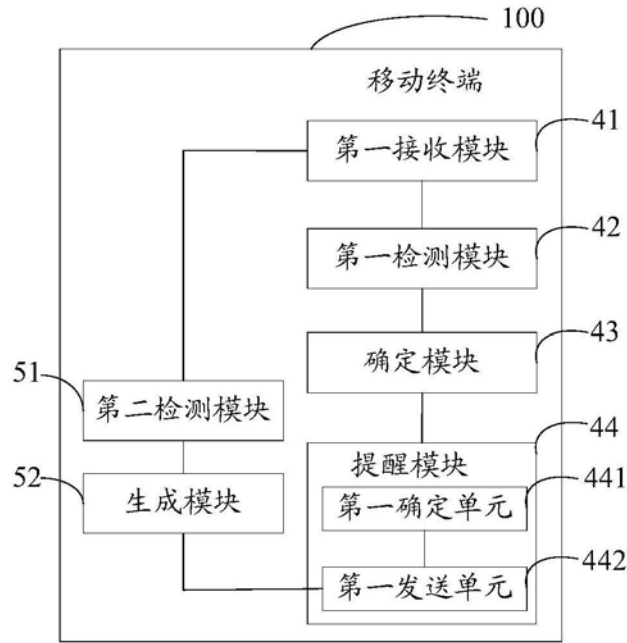 100
移动终端
41
第一接收模块
42
第一检测模块
43
确定模块
51
第二检测模块
44
提醒模块
52
生成模块
441
第一确定单元
442
第一发送单元